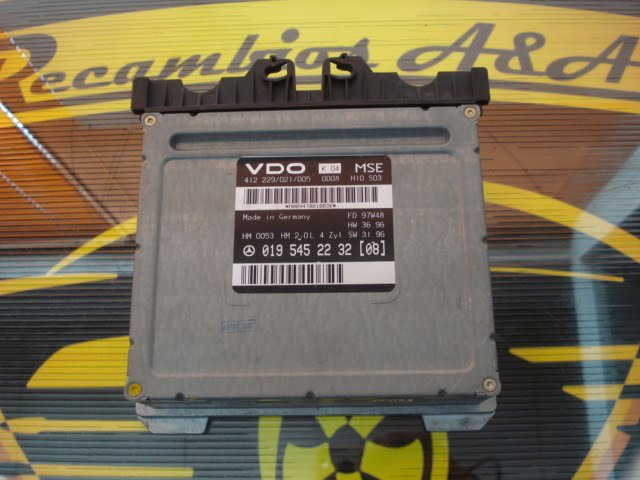 Recambios A&A
VDO K 04 MSE
412 229/021/005 0008 H10 S03
Made in Germany FD 97W48
HW 36 96
HM 0053 HM 2,0L 4 Zyl SW 31 96
019 545 22 32 [08]